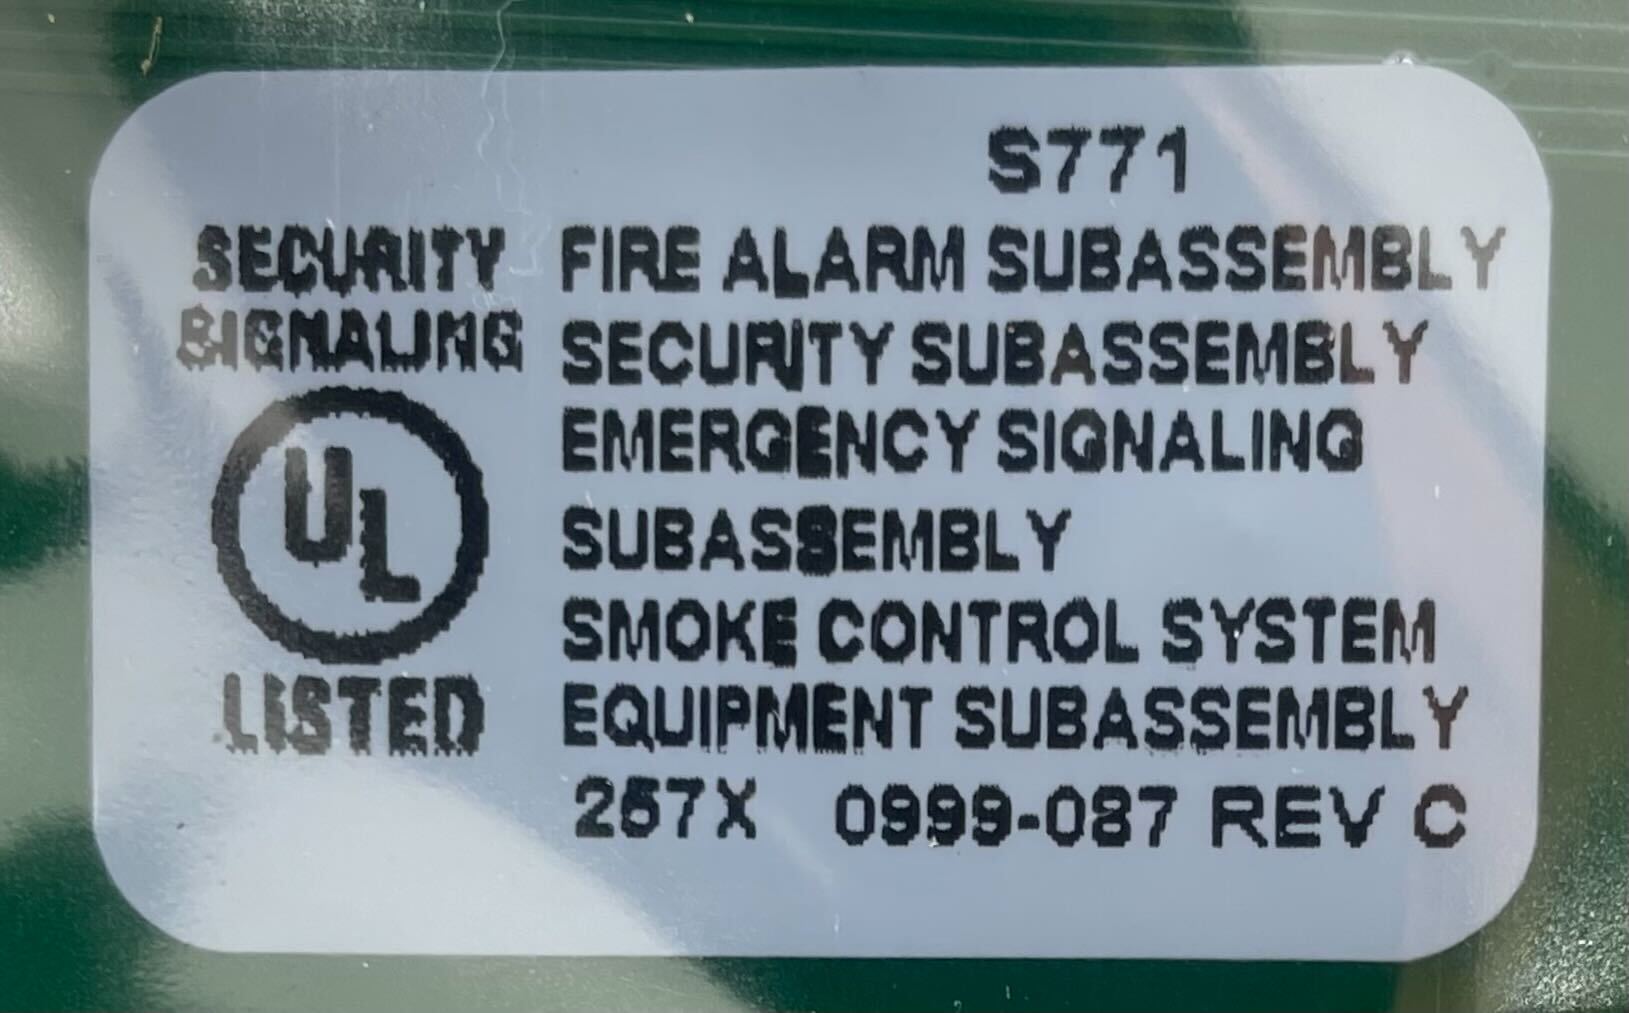 S771
SECURITY
SIGNALING
UL
LISTED
FIRE ALARM SUBASSEMBLY
SECURITY SUBASSEMBLY
EMERGENCY SIGNALING
SUBASSEMBLY
SMOKE CONTROL SYSTEM
EQUIPMENT SUBASSEMBLY
257X 0999-087 REV C